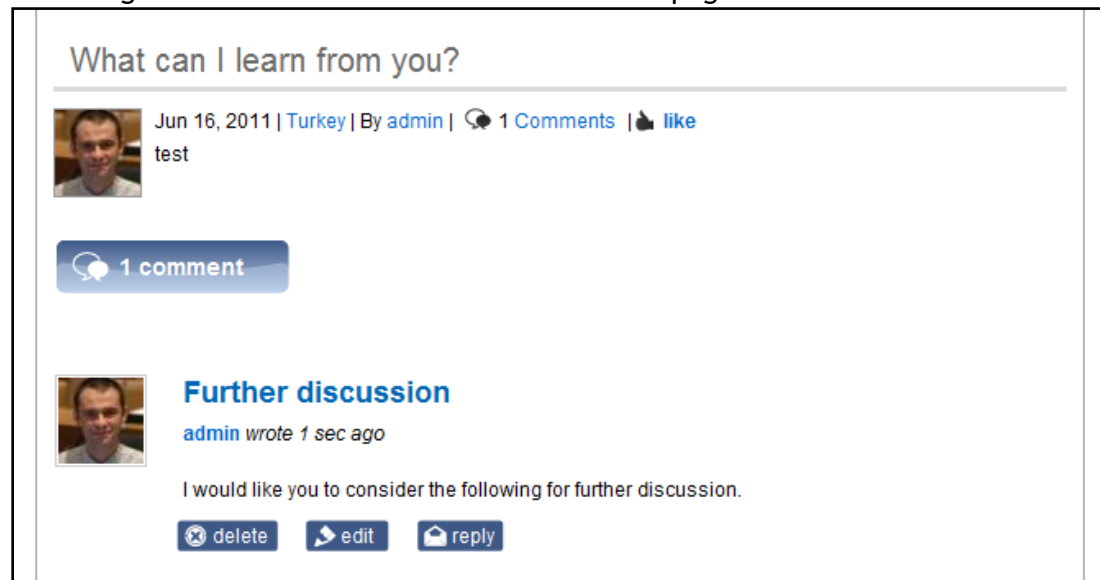 What can I learn from you?
Jun 16, 2011 | Turkey | By admin | 1 Comments | like
test
1 comment
Further discussion
admin wrote 1 sec ago
I would like you to consider the following for further discussion.
delete edit reply